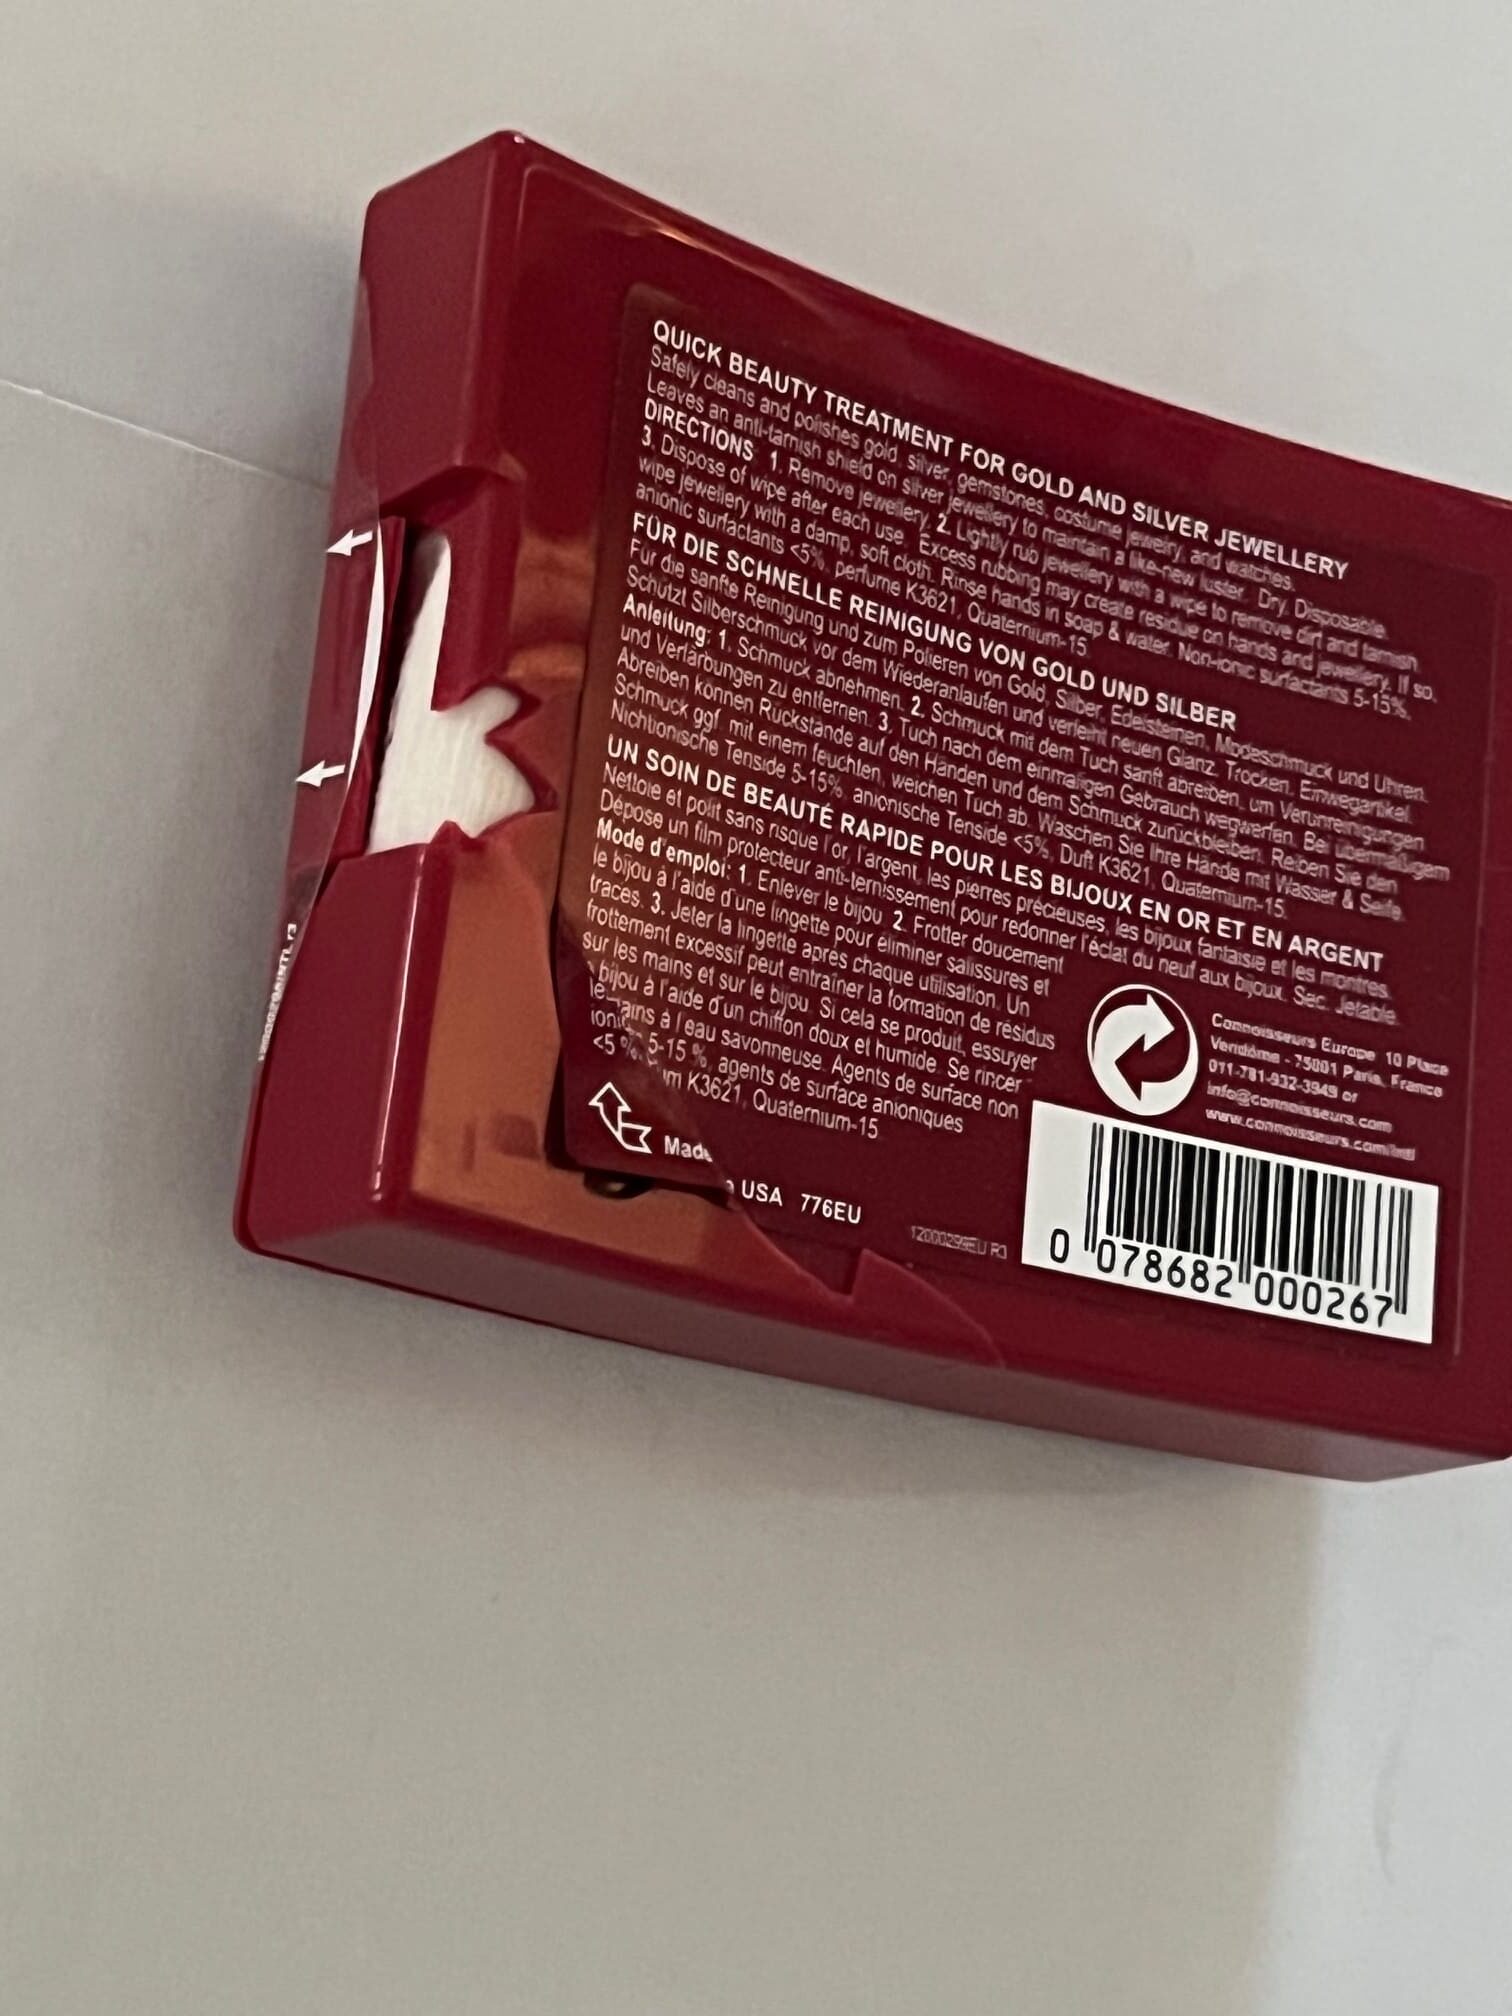 QUICK BEAUTY TREATMENT FOR GOLD AND SILVER JEWELLERY
Safely cleans and polishes gold, silver, gemstones, costume jewelry, and watches.
Leaves an anti-tarnish shield on silver jewellery to maintain a like-new luster. Dry. Disposable.
DIRECTIONS: 1. Remove jewellery. 2. Lightly rub jewellery with a wipe to remove dirt and tarnish.
3. Dispose of wipe after each use. Excess rubbing may create residue on hands and jewellery. If so,
wipe jewellery with a damp, soft cloth. Rinse hands in soap & water. Non-ionic surfactants 5-15%,
anionic surfactants <5%, perfume K3621, Quaternium-15
FÜR DIE SCHNELLE REINIGUNG VON GOLD UND SILBER
Für die sanfte Reinigung und zum Polieren von Gold, Silber, Edelsteinen, Modeschmuck und Uhren.
Schützt Silberschmuck vor dem Wiederanlaufen und verleiht neuen Glanz. Trocken, Einwegartikel.
Anleitung: 1. Schmuck abnehmen. 2. Schmuck mit dem Tuch sanft abreiben, um Verunreinigungen
und Verfärbungen zu entfernen. 3. Tuch nach dem einmaligen Gebrauch wegwerfen. Bei übermäßigem
Abreiben können Rückstände auf den Händen und dem Schmuck zurückbleiben. Reiben Sie den
Schmuck ggf. mit einem feuchten, weichen Tuch ab. Waschen Sie Ihre Hände mit Wasser & Seife.
Nichtionische Tenside 5-15%, anionische Tenside <5%, Duft K3621, Quaternium-15.
UN SOIN DE BEAUTÉ RAPIDE POUR LES BIJOUX EN OR ET EN ARGENT
Nettoie et polit sans risque l'or, l'argent, les pierres précieuses, les bijoux fantaisie et les montres.
Dépose un film protecteur anti-ternissement pour redonner l'éclat du neuf aux bijoux. Sec. Jetable.
Mode d'emploi: 1. Enlever le bijou. 2. Frotter doucement
le bijou à l'aide d'une lingette pour éliminer salissures et
traces. 3. Jeter la lingette après chaque utilisation. Un
frottement excessif peut entraîner la formation de résidus
sur les mains et sur le bijou. Si cela se produit, essuyer
bijou à l'aide d'un chiffon doux et humide. Se rincer
à l'eau savonneuse. Agents de surface non
5-15 %, agents de surface anioniques
<5 % K3621, Quaternium-15
Connoisseurs Europe 10 Place
Vendôme - 75001 Paris, France
011-781-932-3949 or
info@connoisseurs.com
www.connoisseurs.com/intl
USA 776EU
0 078682 000267